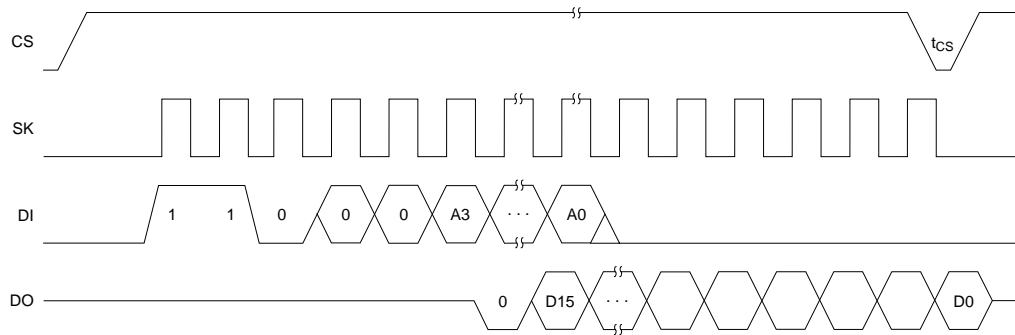 CS tCS
SK
DI 1 1 0 0 0 A3 · · · A0
DO 0 D15 · · · D0